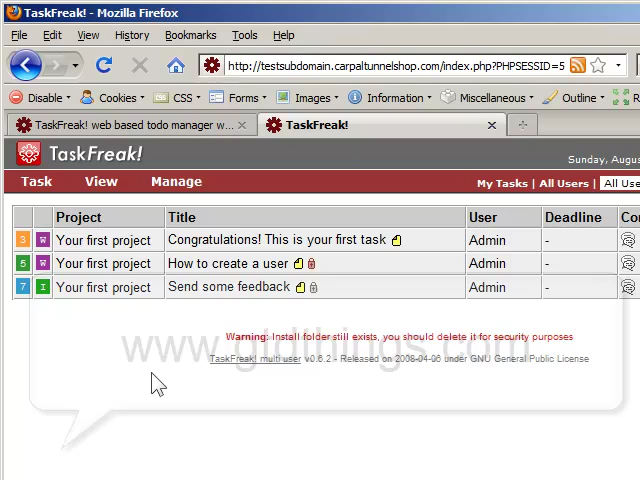 TaskFreak! - Mozilla Firefox
File Edit View History Bookmarks Tools Help
http://testsubdomain.carpaltunnelshop.com/index.php?PHPSESSID=5
Disable Cookies CSS Forms Images Information Miscellaneous Outline
TaskFreak! web based todo manager w... TaskFreak!
TaskFreak!
Sunday, Augus
Task View Manage My Tasks | All Users | All Use
Project Title User Deadline Co
3 W Your first project Congratulations! This is your first task Admin -
5 W Your first project How to create a user Admin -
7 I Your first project Send some feedback Admin -
Warning: Install folder still exists, you should delete it for security purposes
www.gtdthings.com
TaskFreak! multi user v0.6.2 - Released on 2008-04-06 under GNU General Public License